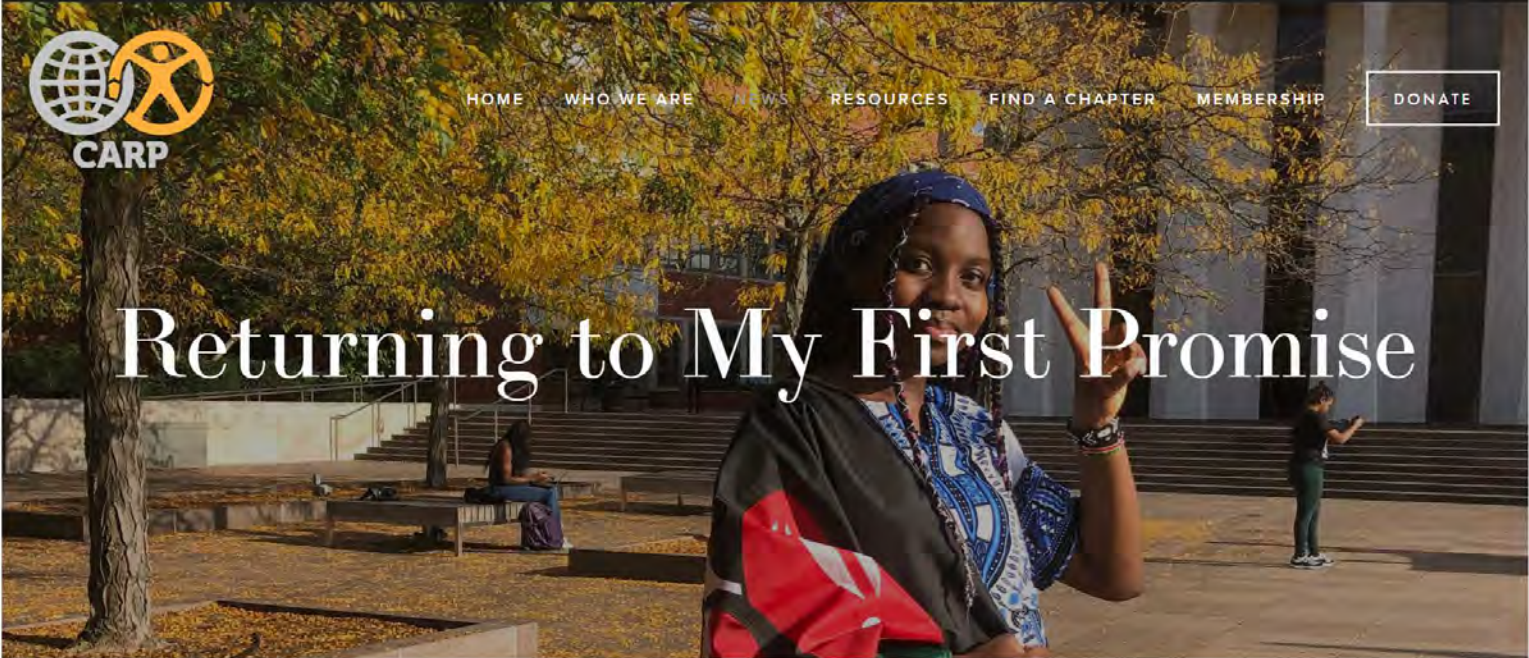 CARP
HOME WHO WE ARE NEWS RESOURCES FIND A CHAPTER MEMBERSHIP DONATE
Returning to My First Promise